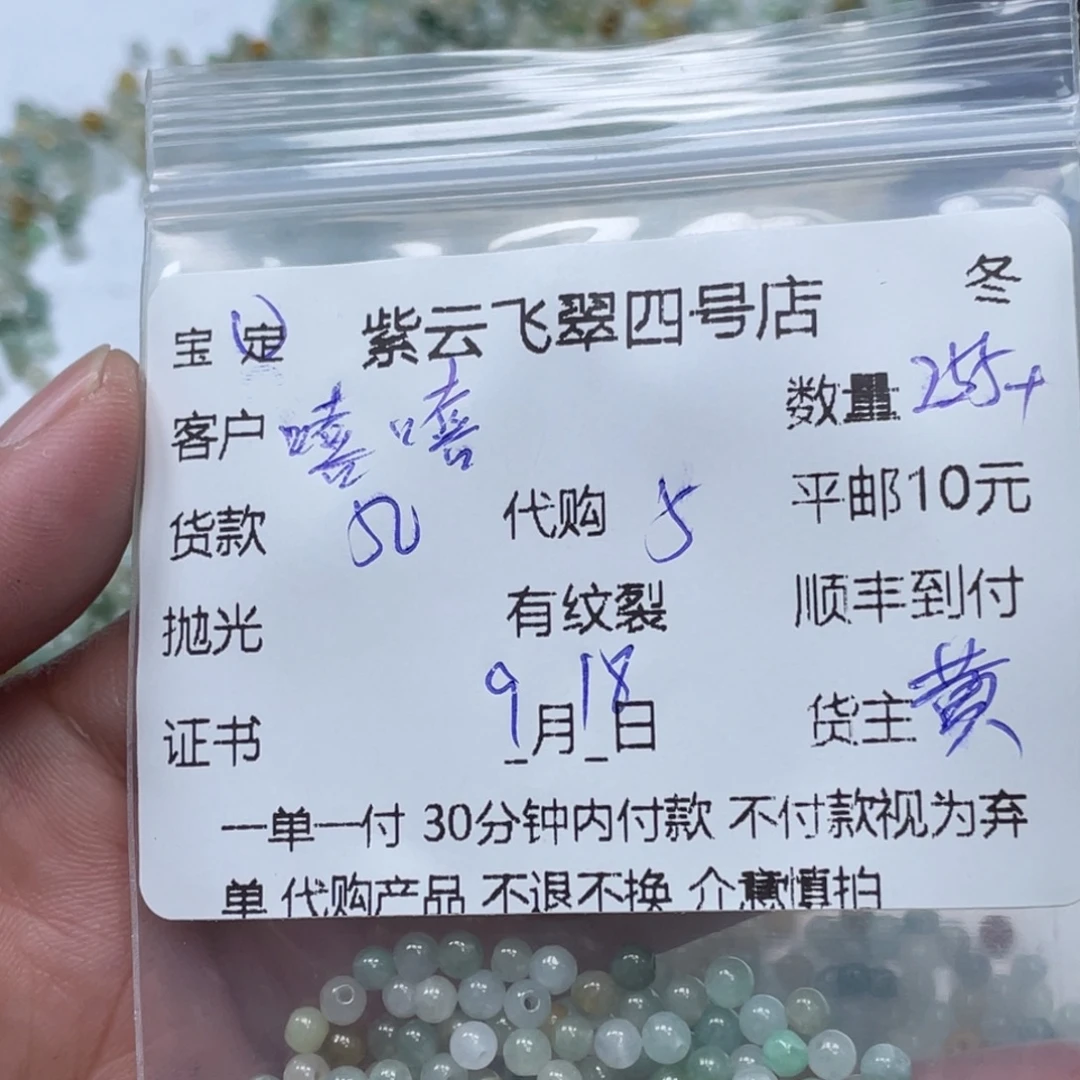 冬
宝定 紫云飞翠四号店
客户 嘻嘻 数量 255+
货款 50 代购 5 平邮10元
抛光 有纹裂 顺丰到付
证书 9月18日 货主 黄
一单一付 30分钟内付款 不付款视为弃
单 代购产品 不退不换 介意慎拍